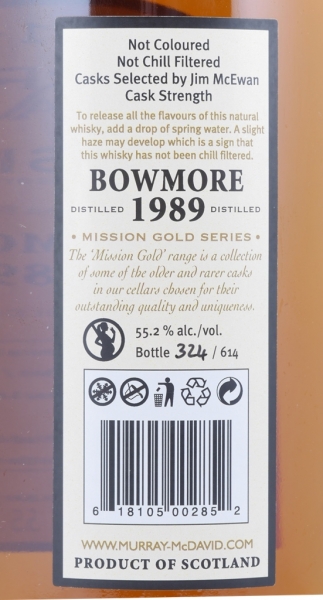 Not Coloured
Not Chill Filtered
Casks Selected by Jim McEwan
Cask Strength
To release all the flavours of this natural
whisky, add a drop of spring water. A slight
haze may develop which is a sign that
this whisky has not been chill filtered.
BOWMORE
DISTILLED 1989 DISTILLED
• MISSION GOLD SERIES •
The 'Mission Gold' range is a collection
of some of the older and rarer casks
in our cellars chosen for their
outstanding quality and uniqueness.
55.2 % alc./vol.
Bottle 324 / 614
6 18105 00285 2
WWW.MURRAY-MCDAVID.COM
PRODUCT OF SCOTLAND